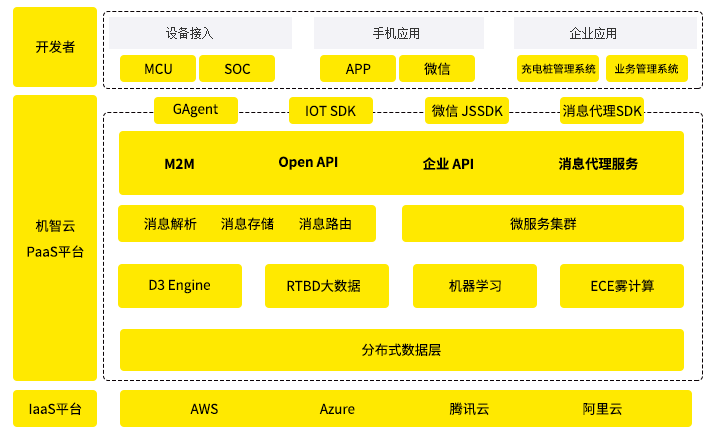 开发者
设备接入
手机应用
企业应用
MCU
SOC
APP
微信
充电桩管理系统
业务管理系统
机智云
PaaS平台
GAgent
IOT SDK
微信 JSSDK
消息代理SDK
M2M
Open API
企业 API
消息代理服务
消息解析
消息存储
消息路由
微服务集群
D3 Engine
RTBD大数据
机器学习
ECE雾计算
分布式数据层
IaaS平台
AWS
Azure
腾讯云
阿里云